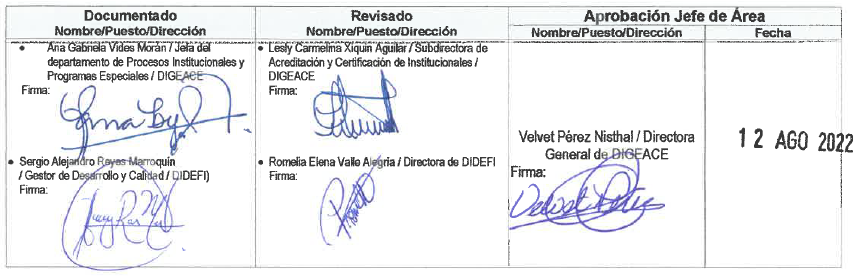 Documentado
Nombre/Puesto/Dirección
Revisado
Nombre/Puesto/Dirección
Aprobación Jefe de Área
Nombre/Puesto/Dirección
Fecha
• Ana Gabriela Vides Morán / Jefa del
departamento de Procesos Institucionales y
Programas Especiales / DIGEACE
Firma:
• Sergio Alejandro Reyes Marroquín
/ Gestor de Desarrollo y Calidad / DIDEFI)
Firma:
• Lesly Carmelina Xiquin Aguilar / Subdirectora de
Acreditación y Certificación de Institucionales /
DIGEACE
Firma:
• Romelia Elena Valle Alegria / Directora de DIDEFI
Firma:
Velvet Pérez Nisthal / Directora
General de DIGEACE
Firma:
12 AGO 2022